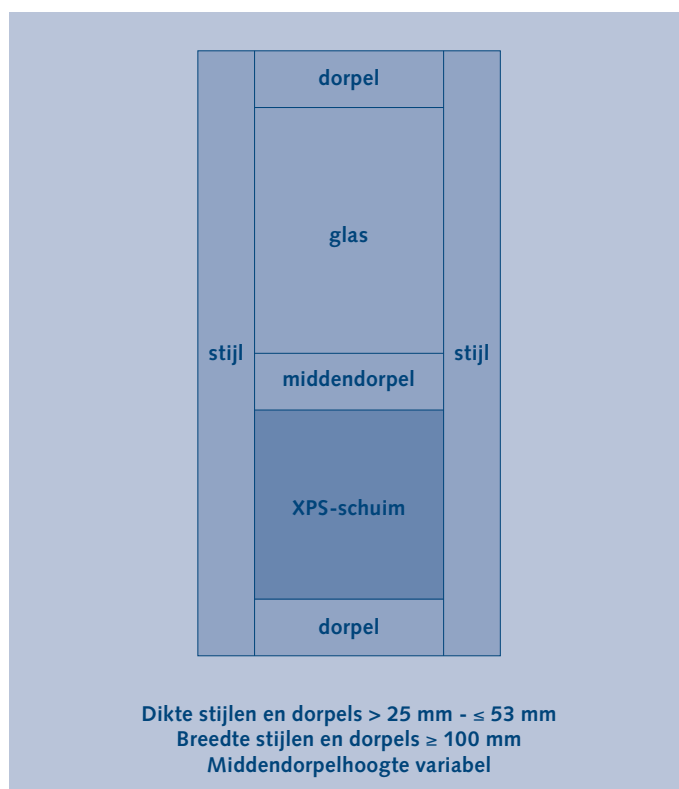 dorpel
glas
stijl
stijl
middendorpel
XPS-schuim
dorpel
Dikte stijlen en dorpels > 25 mm - ≤ 53 mm
Breedte stijlen en dorpels ≥ 100 mm
Middendorpelhoogte variabel